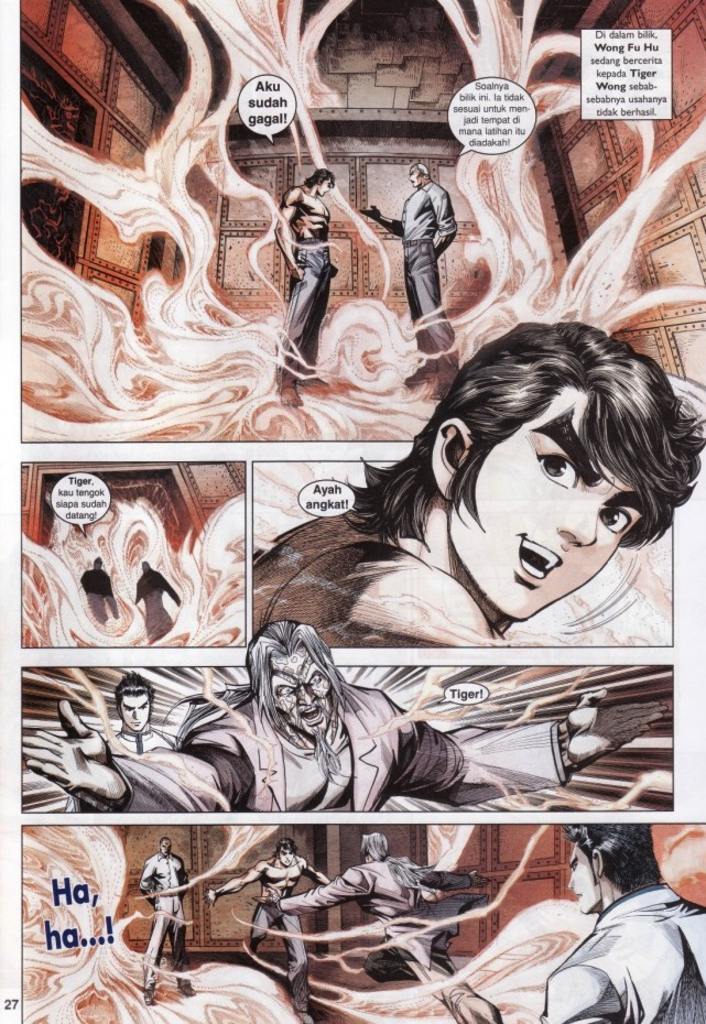 Di dalam bilik,
Wong Fu Hu
sedang bercerita
kepada Tiger
Wong sebab-
sebabnya usahanya
tidak berhasil.
Aku
sudah
gagal!
Soalnya
bilik ini. Ia tidak
sesuai untuk men-
jadi tempat di
mana latihan itu
diadakah!
Tiger,
kau tengok
siapa sudah
datang!
Ayah
angkat!
Tiger!
Ha,
ha...!
27